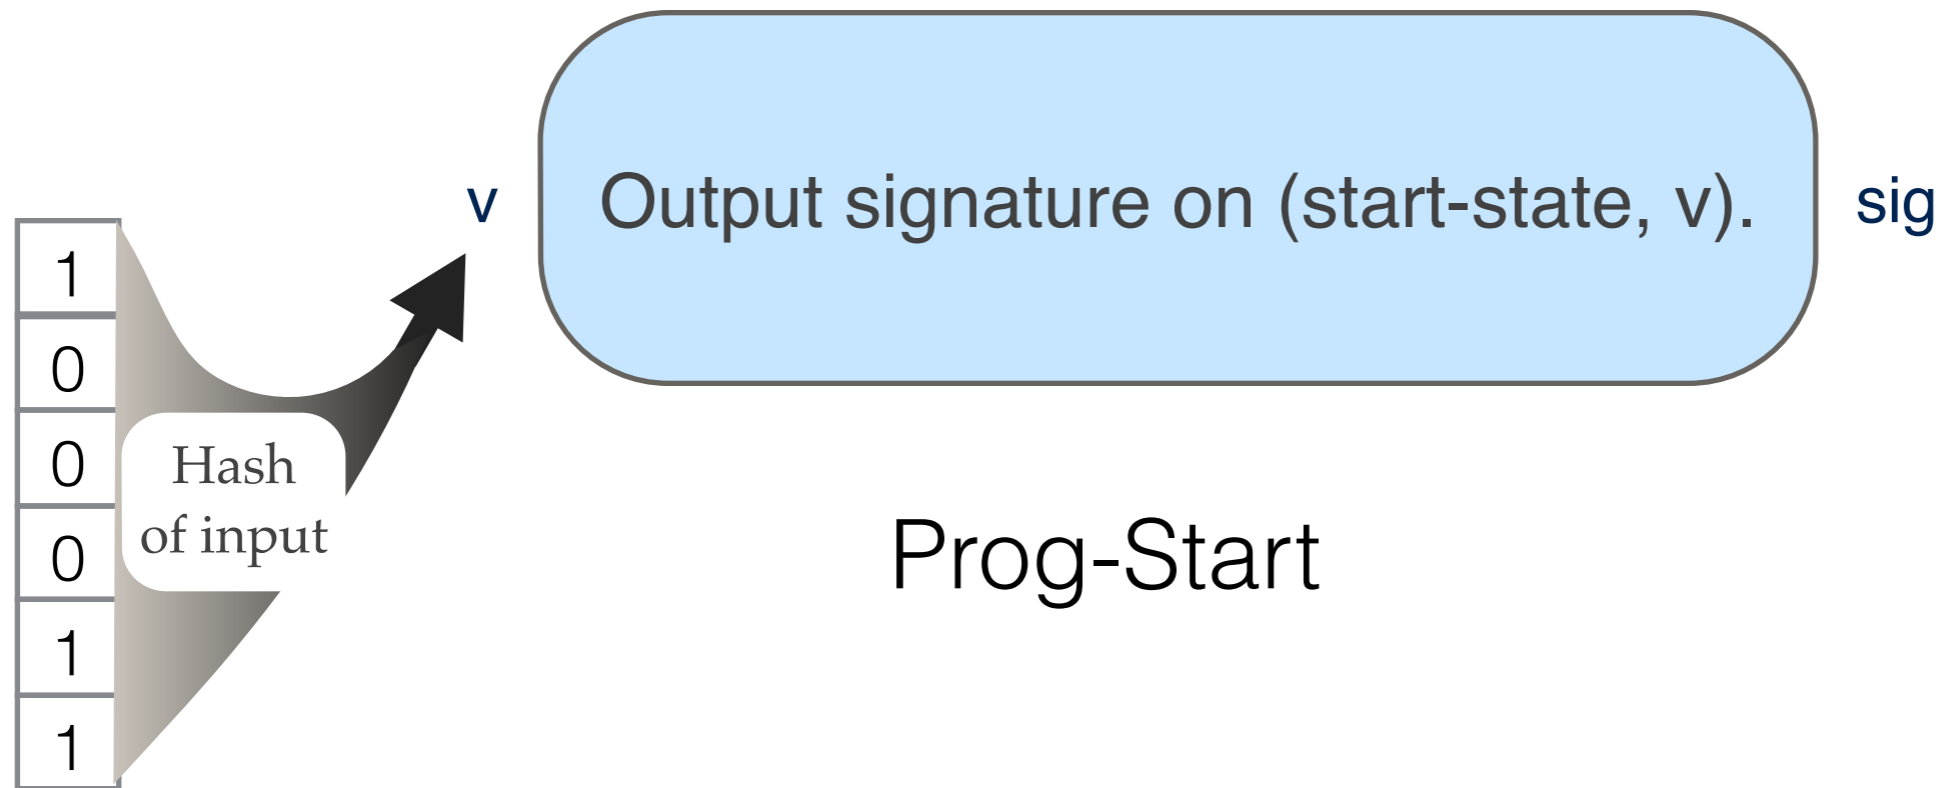 v
Output signature on (start-state, v).
sig
1
0
0
0
1
1
Hash
of input
Prog-Start